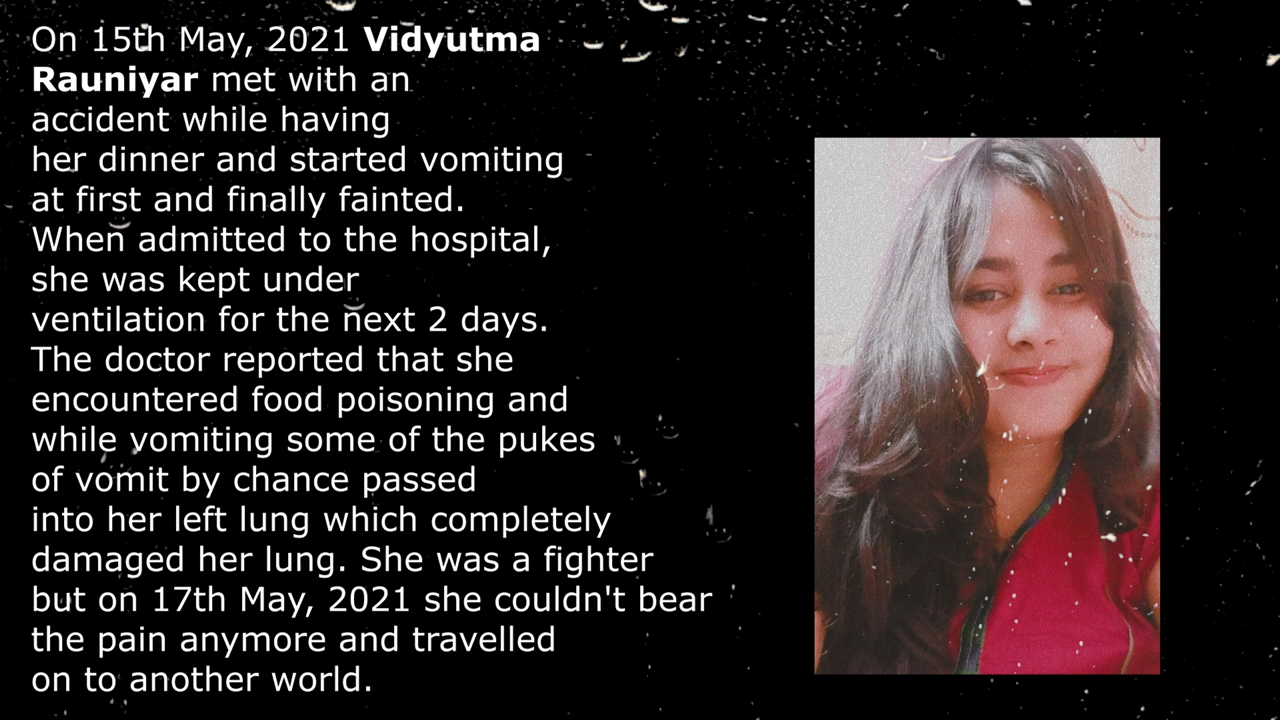 On 15th May, 2021 Vidyutma
Rauniyar met with an
accident while having
her dinner and started vomiting
at first and finally fainted.
When admitted to the hospital,
she was kept under
ventilation for the next 2 days.
The doctor reported that she
encountered food poisoning and
while vomiting some of the pukes
of vomit by chance passed
into her left lung which completely
damaged her lung. She was a fighter
but on 17th May, 2021 she couldn't bear
the pain anymore and travelled
on to another world.